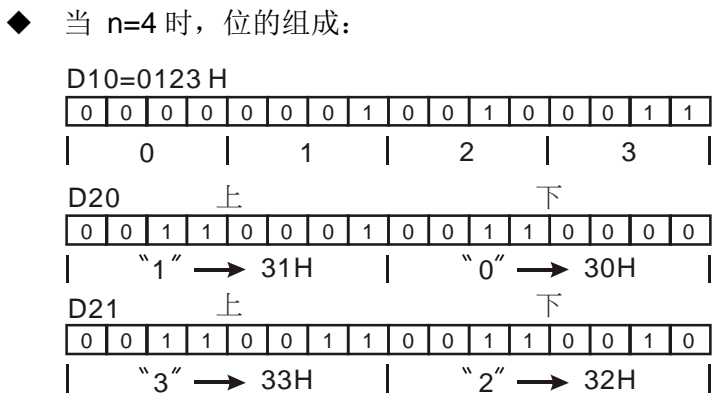 ◆ 当 n=4 时，位的组成：
D10=0123 H
0 0 0 0 0 0 0 1 0 0 1 0 0 0 1 1
0 1 2 3
D20 上 下
0 0 1 1 0 0 0 1 0 0 1 1 0 0 0 0
〝1〞 → 31H 〝0〞 → 30H
D21 上 下
0 0 1 1 0 0 1 1 0 0 1 1 0 0 1 0
〝3〞 → 33H 〝2〞 → 32H